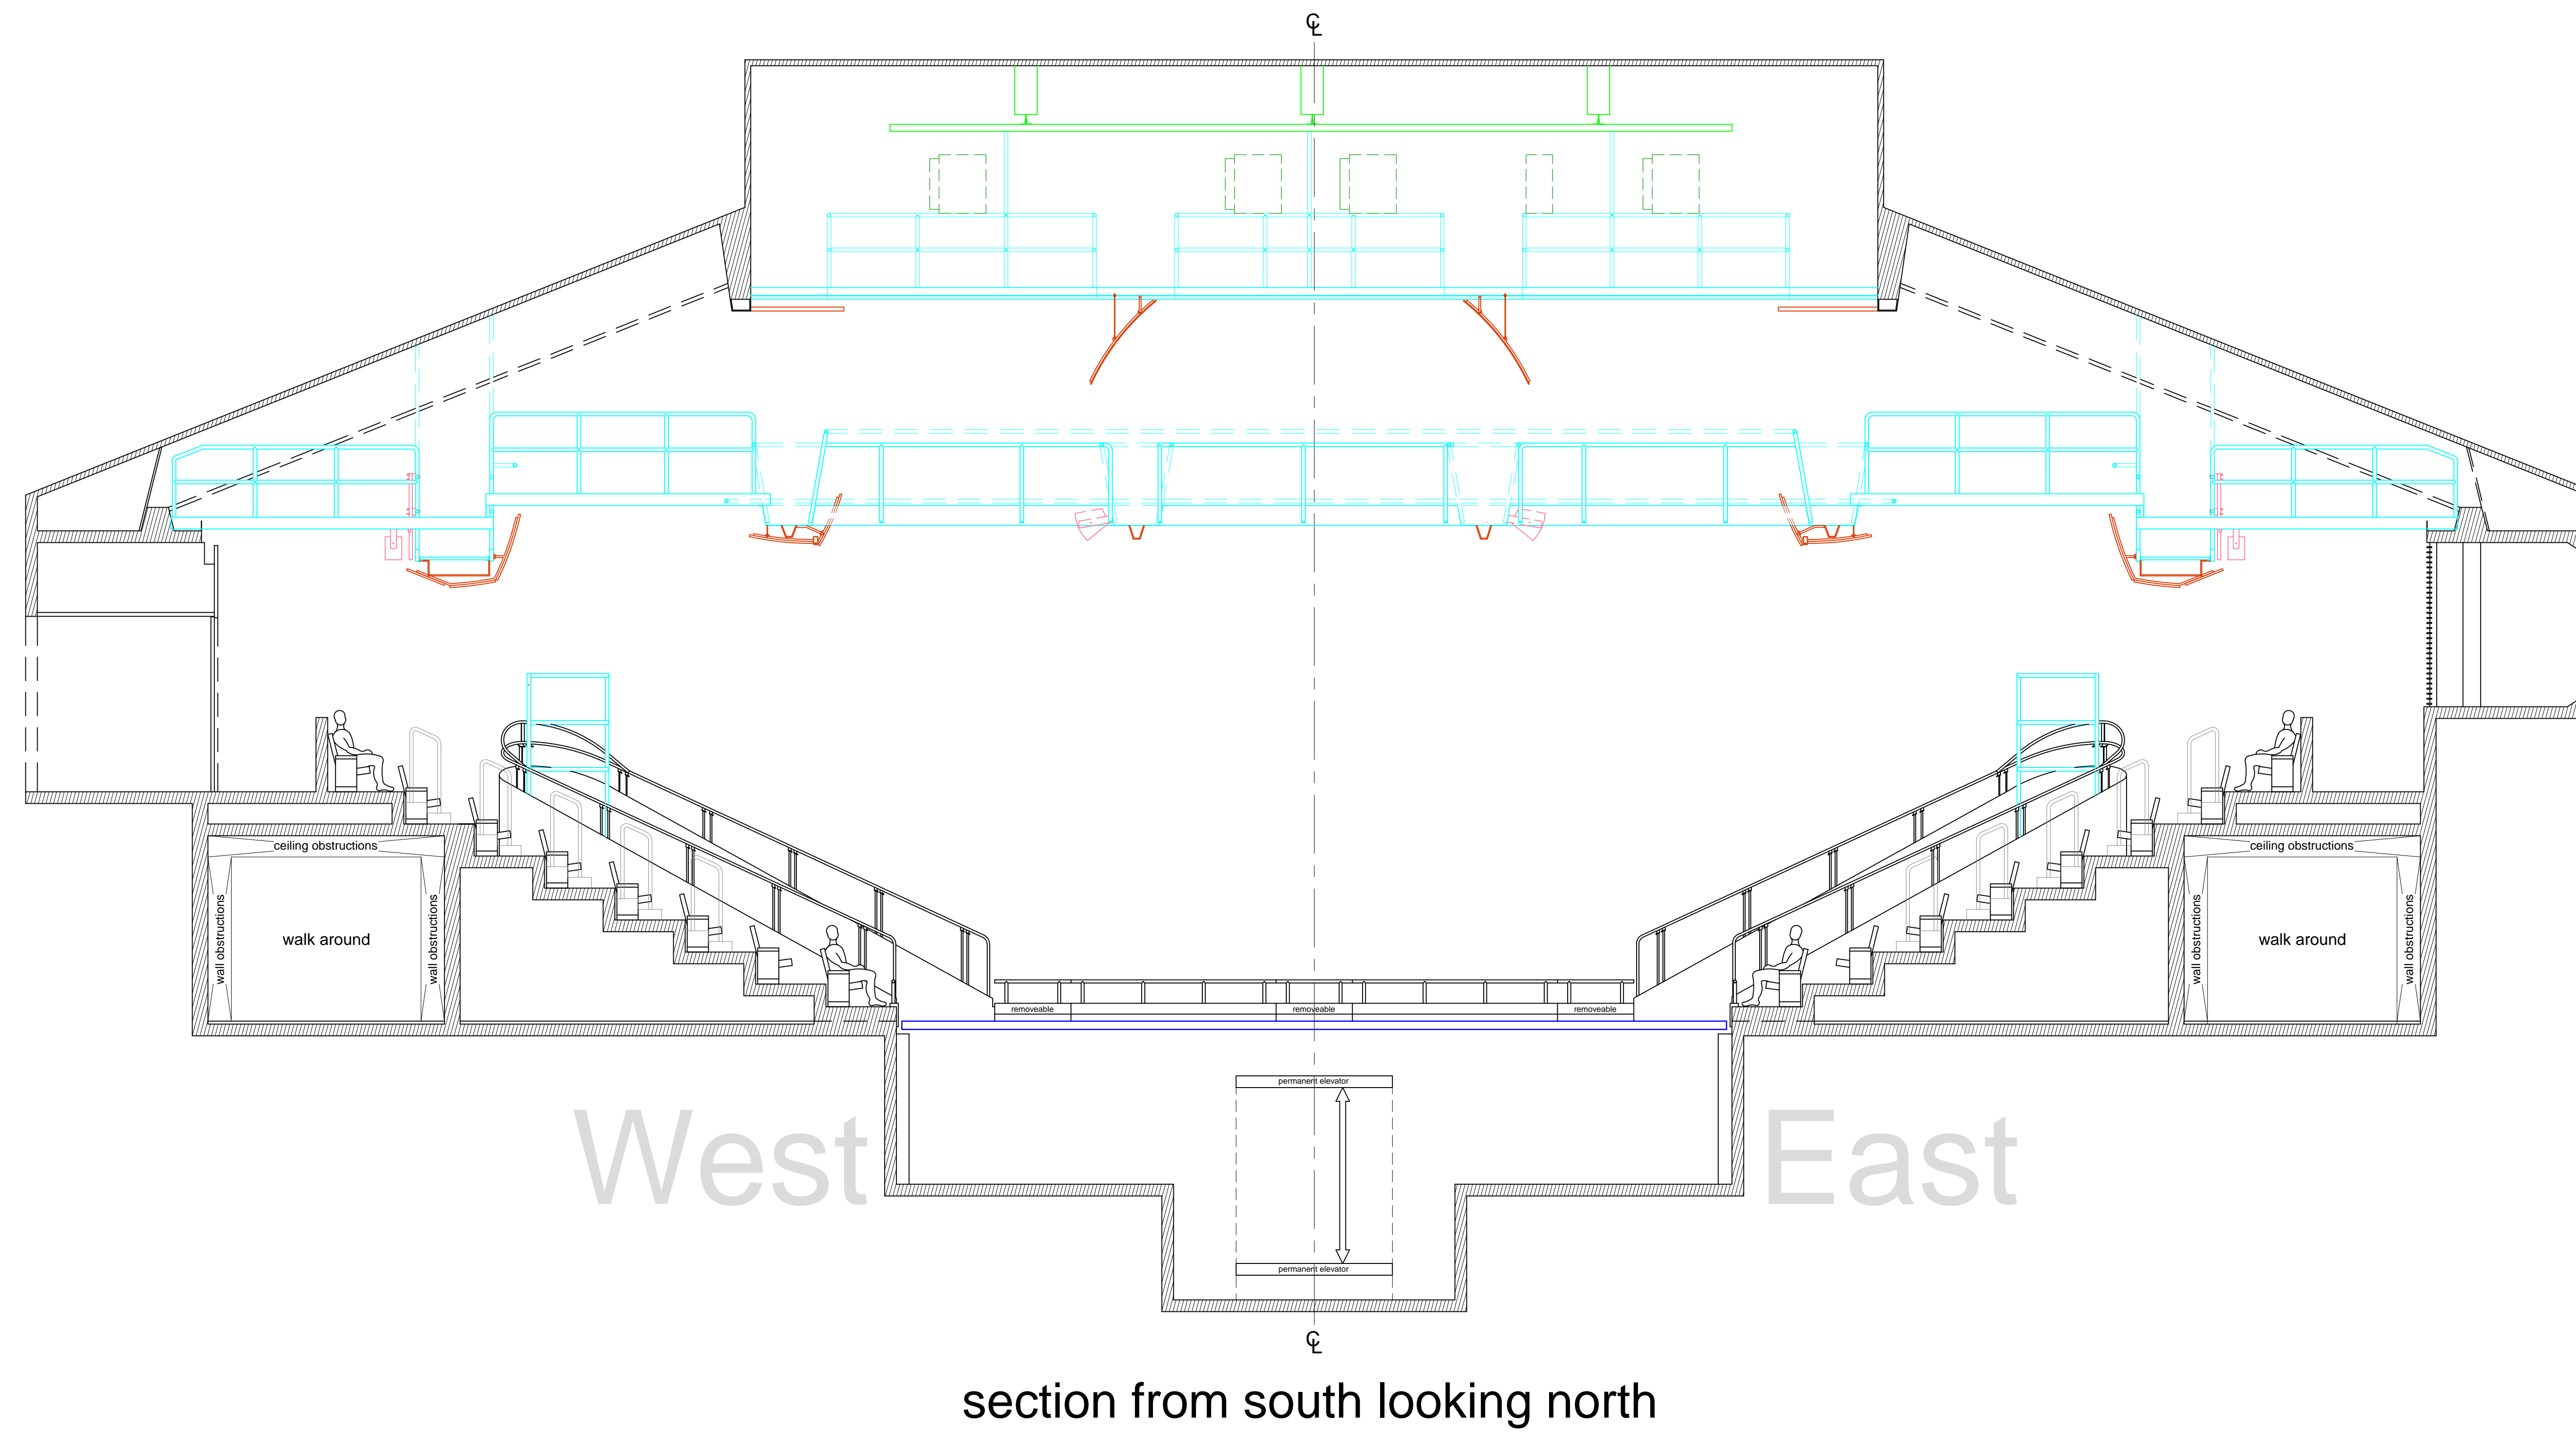 ℄
ceiling obstructions
ceiling obstructions
wall obstructions
walk around
wall obstructions
wall obstructions
walk around
wall obstructions
removeable
removeable
removeable
permanent elevator
West
East
permanent elevator
℄
section from south looking north